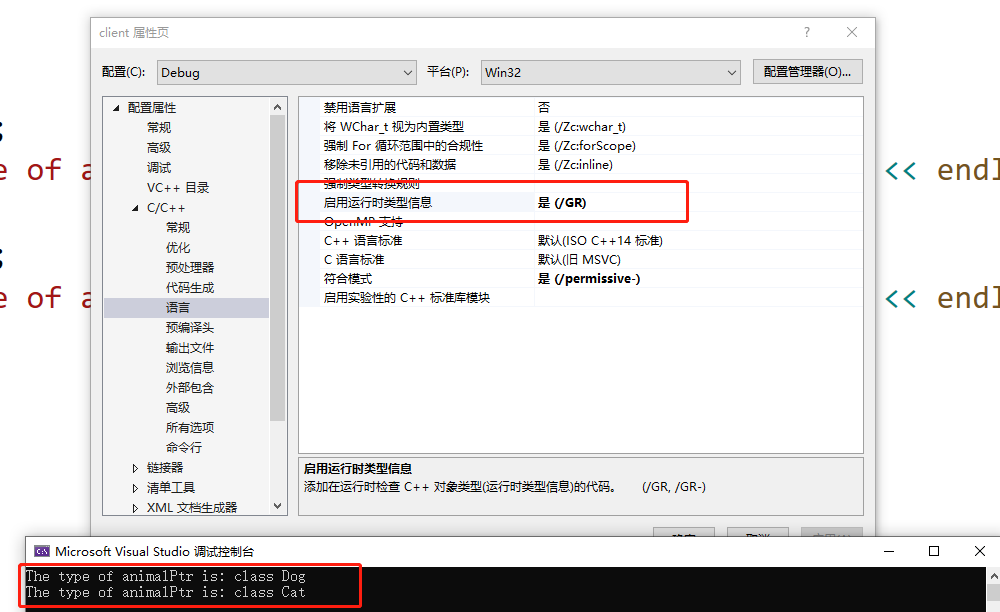 client 属性页
配置(C): Debug 平台(P): Win32 配置管理器(O)...
配置属性
常规
高级
调试
VC++ 目录
C/C++
常规
优化
预处理器
代码生成
语言
预编译头
输出文件
浏览信息
外部包含
高级
所有选项
命令行
链接器
清单工具
XML 文档生成器
禁用语言扩展 否
将 WChar_t 视为内置类型 是 (/Zc:wchar_t)
强制 For 循环范围中的合规性 是 (/Zc:forScope)
移除未引用的代码和数据 是 (/Zc:inline)
强制类型转换规则
启用运行时类型信息 是 (/GR)
OpenMP 支持
C++ 语言标准 默认(ISO C++14 标准)
C 语言标准 默认(旧 MSVC)
符合模式 是 (/permissive-)
启用实验性的 C++ 标准库模块
启用运行时类型信息
添加在运行时检查 C++ 对象类型(运行时类型信息)的代码。 (/GR, /GR-)
;
e of a
<< endl
;
e of a
<< endl
Microsoft Visual Studio 调试控制台
The type of animalPtr is: class Dog
The type of animalPtr is: class Cat